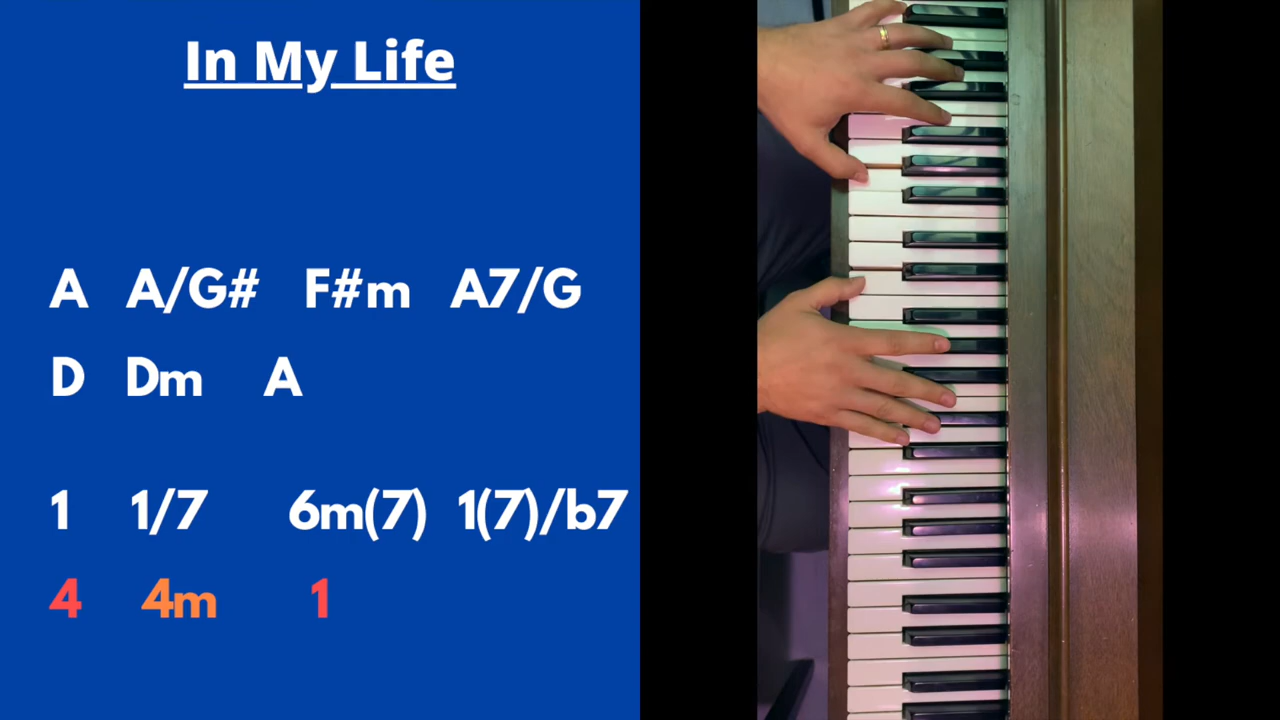 In My Life
A A/G# F#m A7/G
D Dm A
1 1/7 6m(7) 1(7)/b7
4 4m 1